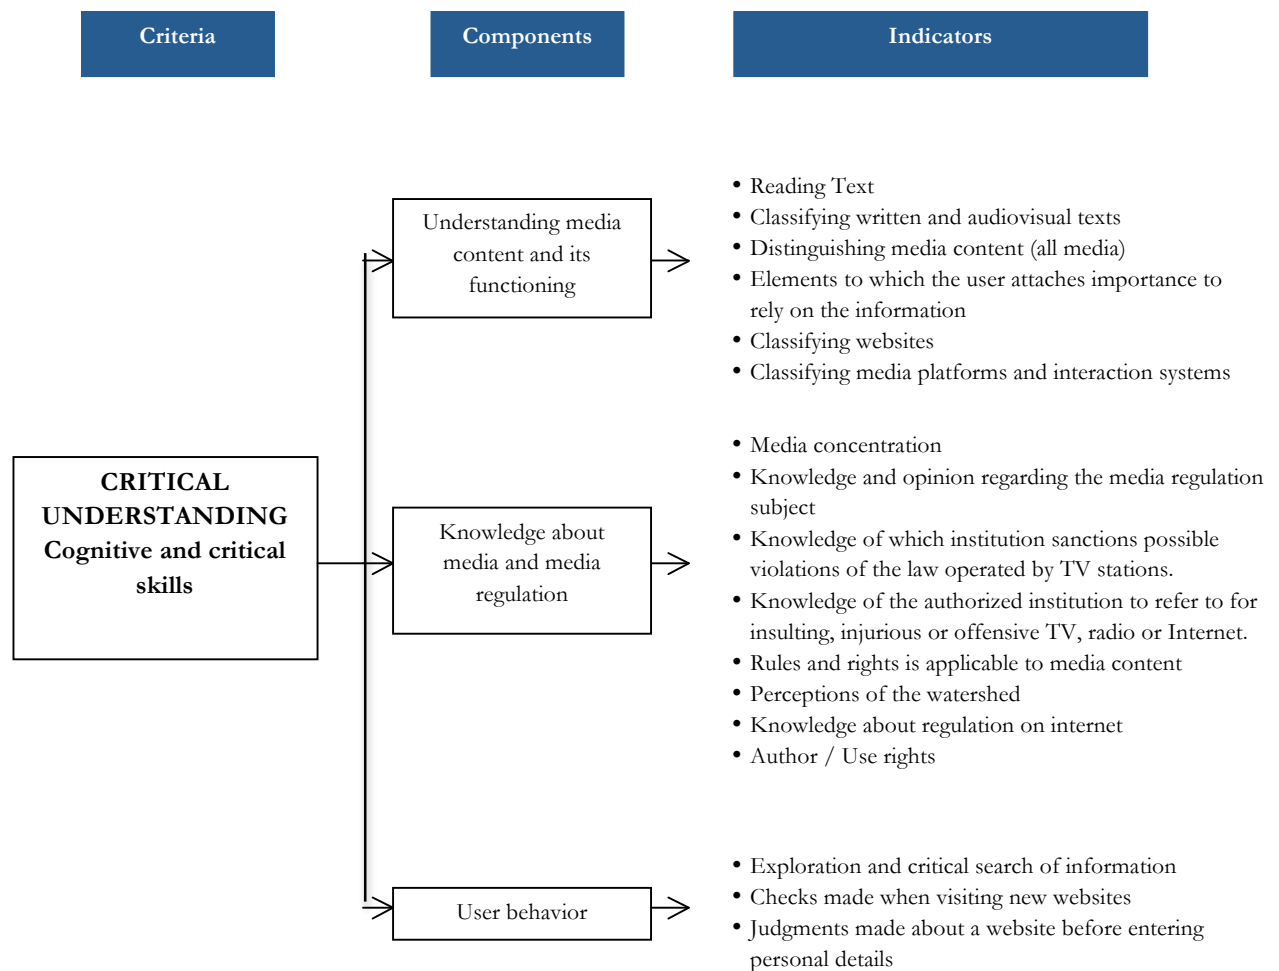 Criteria
Components
Indicators
CRITICAL
UNDERSTANDING
Cognitive and critical
skills
Understanding media
content and its
functioning
• Reading Text
• Classifying written and audiovisual texts
• Distinguishing media content (all media)
• Elements to which the user attaches importance to
rely on the information
• Classifying websites
• Classifying media platforms and interaction systems
Knowledge about
media and media
regulation
• Media concentration
• Knowledge and opinion regarding the media regulation
subject
• Knowledge of which institution sanctions possible
violations of the law operated by TV stations.
• Knowledge of the authorized institution to refer to for
insulting, injurious or offensive TV, radio or Internet.
• Rules and rights is applicable to media content
• Perceptions of the watershed
• Knowledge about regulation on internet
• Author / Use rights
User behavior
• Exploration and critical search of information
• Checks made when visiting new websites
• Judgments made about a website before entering
personal details